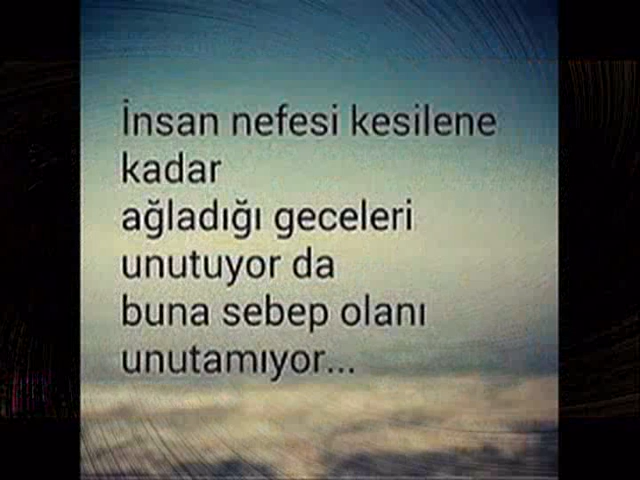 İnsan nefesi kesilene
kadar
ağladığı geceleri
unutuyor da
buna sebep olanı
unutamıyor...